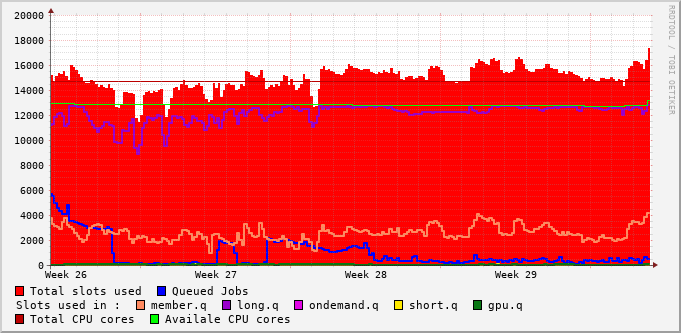 20000
18000
16000
14000
12000
10000
8000
6000
4000
2000
0
Week 26 Week 27 Week 28 Week 29
Total slots used Queued Jobs
Slots used in : member.q long.q ondemand.q short.q gpu.q
Total CPU cores Availale CPU cores
RRDTOOL / TOBI OETIKER